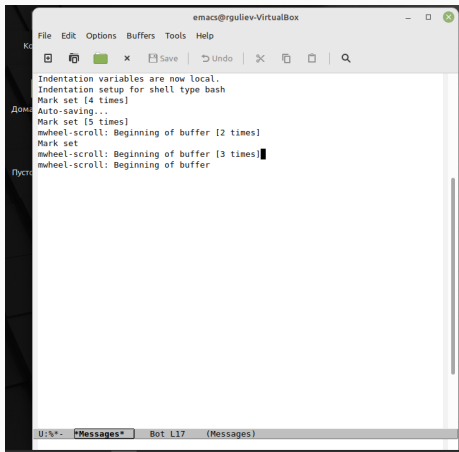 emacs@rguliev-VirtualBox
File Edit Options Buffers Tools Help
Save Undo
Indentation variables are now local.
Indentation setup for shell type bash
Mark set [4 times]
Auto-saving...
Mark set [5 times]
mwheel-scroll: Beginning of buffer [2 times]
Mark set
mwheel-scroll: Beginning of buffer [3 times]
mwheel-scroll: Beginning of buffer
Ко
Дома
Пусто
U:%*- *Messages* Bot L17 (Messages)